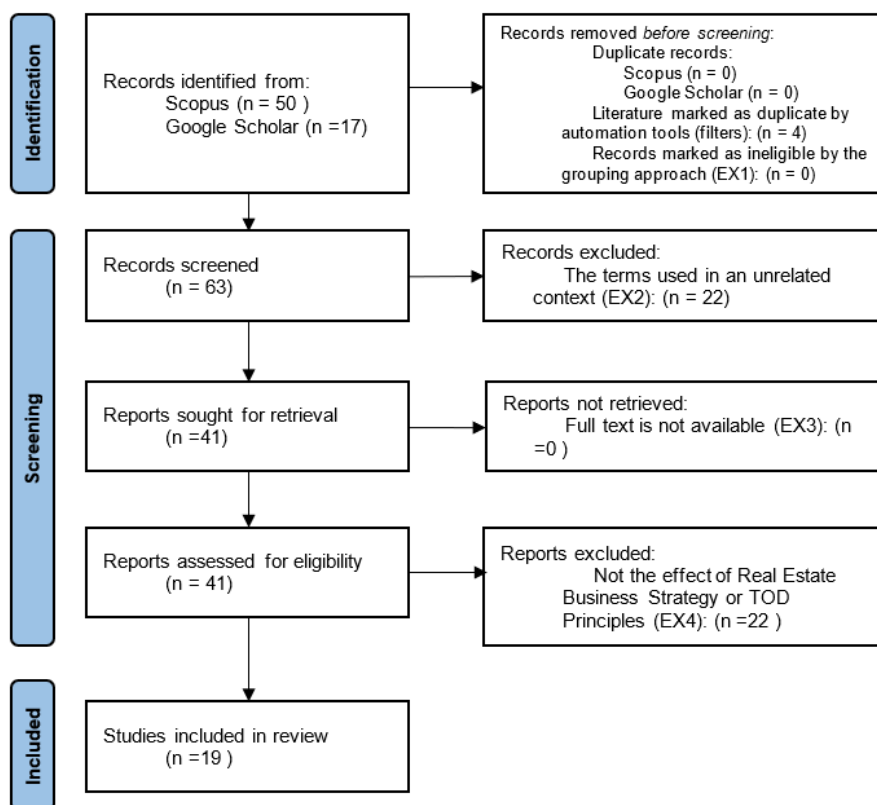 Identification
Records identified from:
Scopus (n = 50 )
Google Scholar (n =17)
Records removed before screening:
Duplicate records:
Scopus (n = 0)
Google Scholar (n = 0)
Literature marked as duplicate by
automation tools (filters): (n = 4)
Records marked as ineligible by the
grouping approach (EX1): (n = 0)
Screening
Records screened
(n = 63)
Records excluded:
The terms used in an unrelated
context (EX2): (n = 22)
Reports sought for retrieval
(n =41)
Reports not retrieved:
Full text is not available (EX3): (n
=0 )
Reports assessed for eligibility
(n = 41)
Reports excluded:
Not the effect of Real Estate
Business Strategy or TOD
Principles (EX4): (n =22 )
Included
Studies included in review
(n =19 )